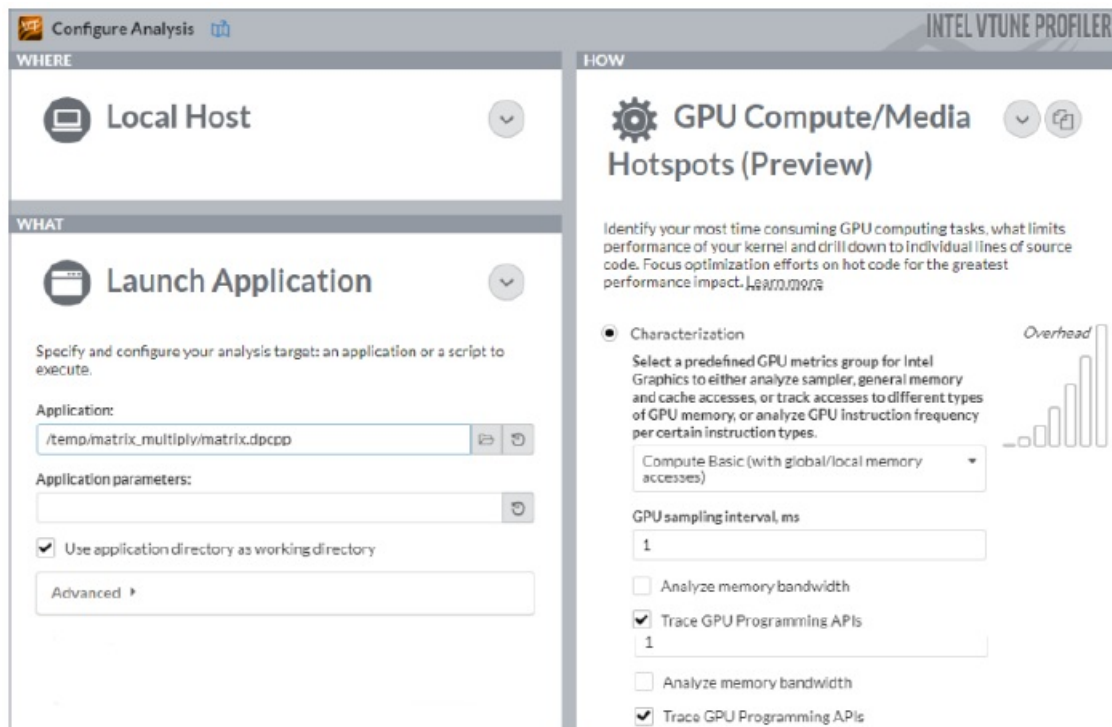 Configure Analysis
INTEL VTUNE PROFILER
WHERE
Local Host
WHAT
Launch Application
Specify and configure your analysis target: an application or a script to
execute.
Application:
/temp/matrix_multiply/matrix.dpcpp
Application parameters:
Use application directory as working directory
Advanced
HOW
GPU Compute/Media
Hotspots (Preview)
Identify your most time consuming GPU computing tasks, what limits
performance of your kernel and drill down to individual lines of source
code. Focus optimization efforts on hot code for the greatest
performance impact. Learn more
Characterization
Overhead
Select a predefined GPU metrics group for Intel
Graphics to either analyze sampler, general memory
and cache accesses, or track accesses to different types
of GPU memory, or analyze GPU instruction frequency
per certain instruction types.
Compute Basic (with global/local memory
accesses)
GPU sampling interval, ms
1
Analyze memory bandwidth
Trace GPU Programming APIs
1
Analyze memory bandwidth
Trace GPU Programming APIs